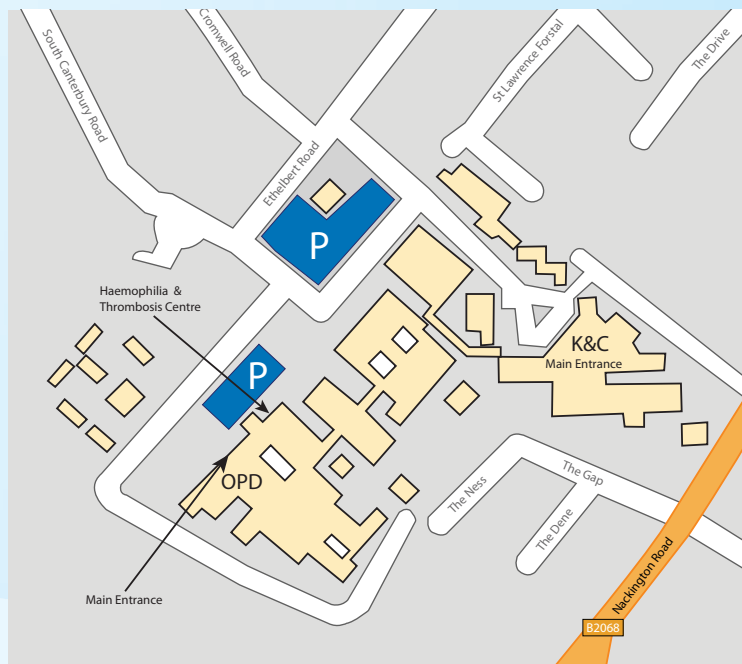 Cromwell Road
South Canterbury
Road
St Lawrence Forstal
The Drive
Ethelbert Road
P
Haemophilia &
Thrombosis Centre
K&C
Main Entrance
P
OPD
The Ness
The Gap
The Dene
Main Entrance
Nackington Road
B2068